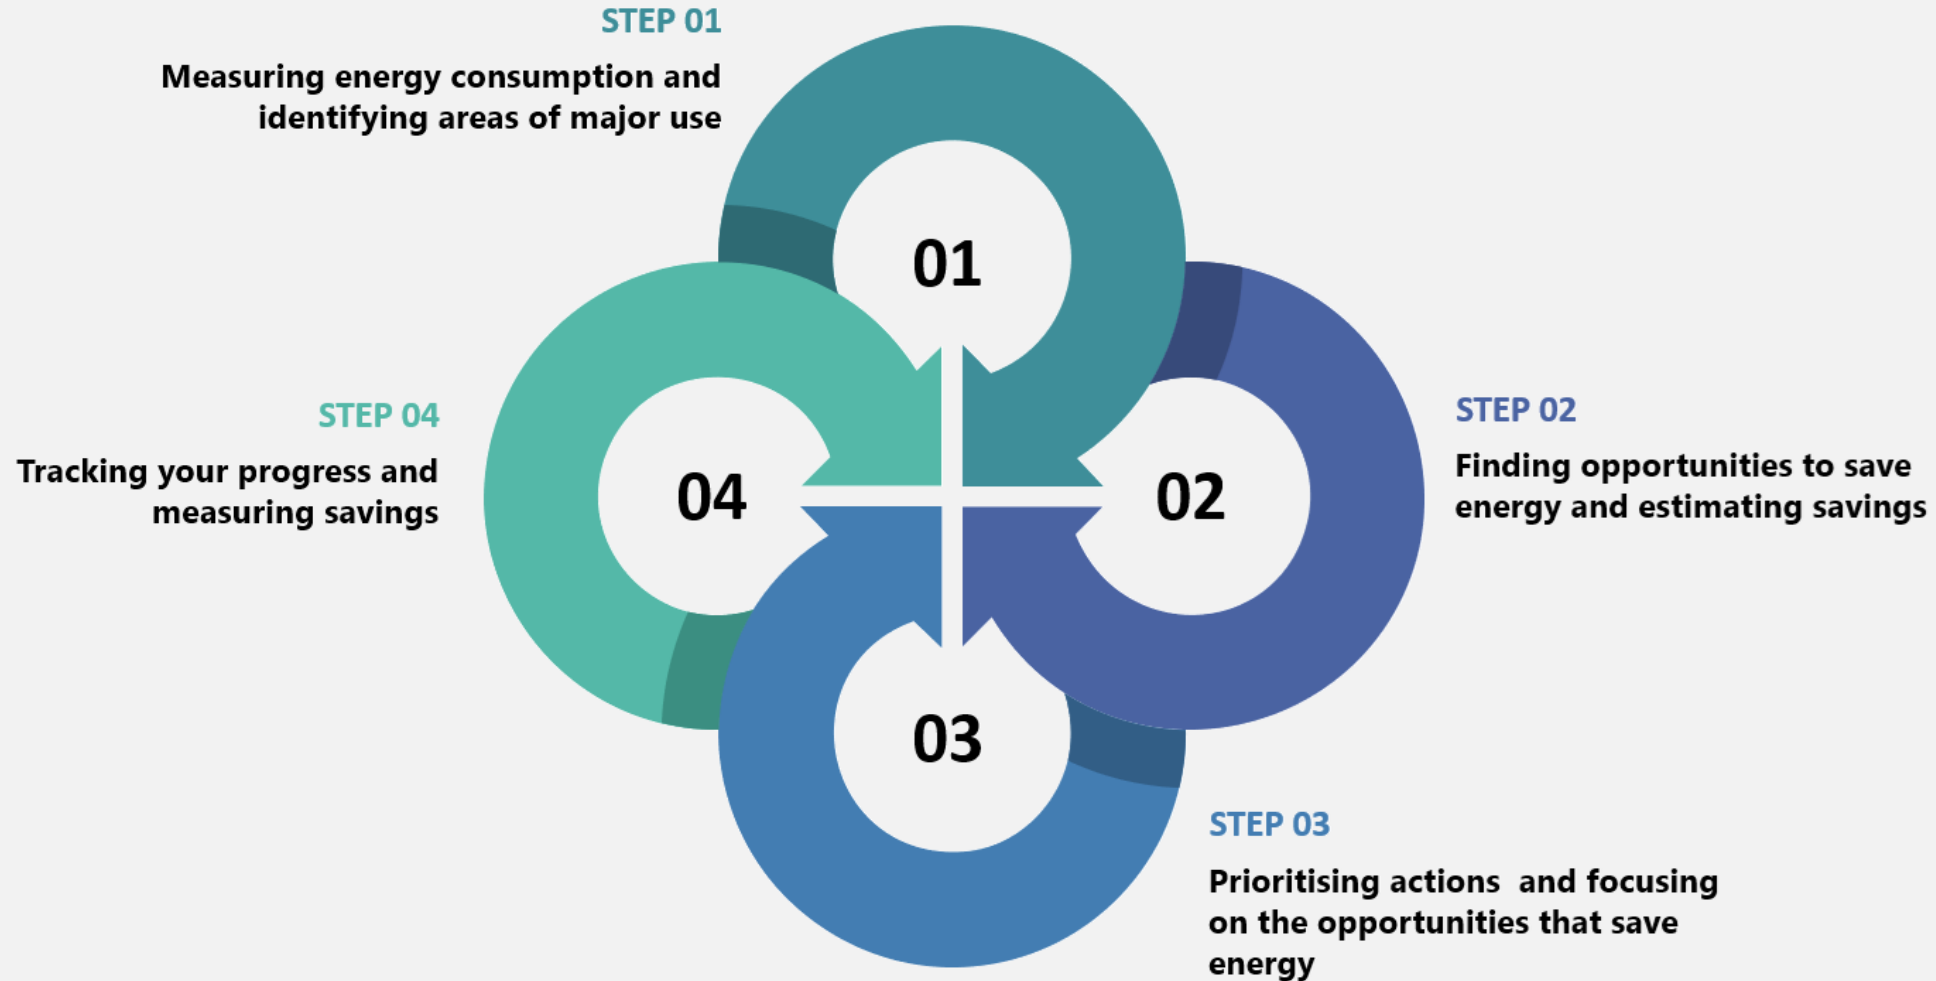 STEP 01
Measuring energy consumption and
identifying areas of major use
01
STEP 02
Finding opportunities to save
energy and estimating savings
02
STEP 03
Prioritising actions  and focusing
on the opportunities that save
energy
03
STEP 04
Tracking your progress and
measuring savings
04